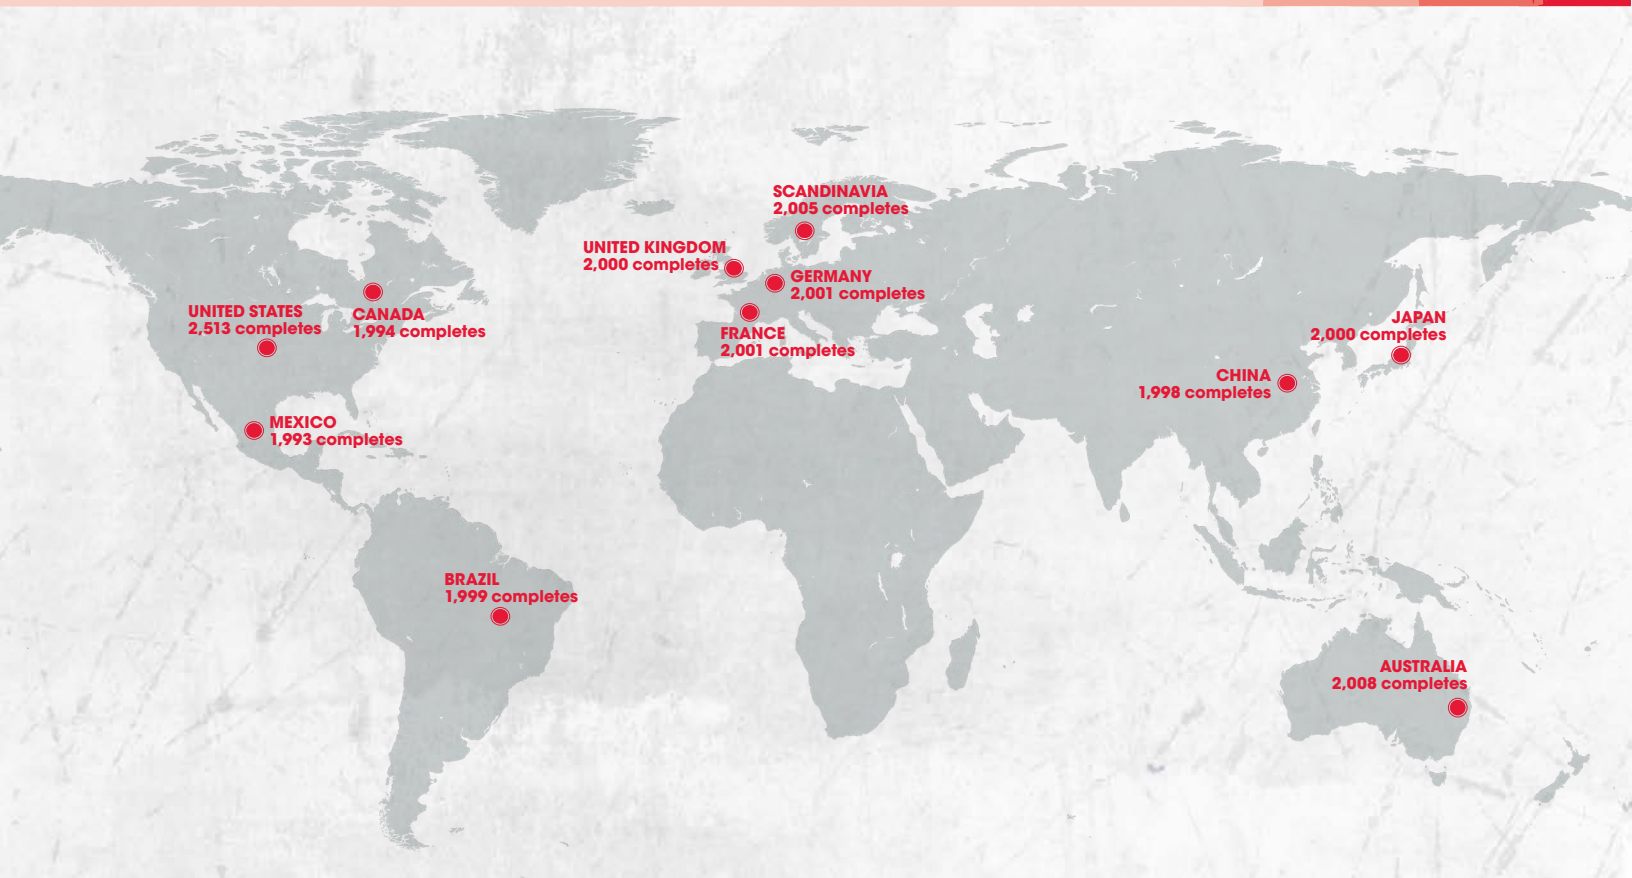 SCANDINAVIA
2,005 completes
UNITED KINGDOM
2,000 completes
GERMANY
2,001 completes
UNITED STATES
2,513 completes
CANADA
1,994 completes
FRANCE
2,001 completes
JAPAN
2,000 completes
CHINA
1,998 completes
MEXICO
1,993 completes
BRAZIL
1,999 completes
AUSTRALIA
2,008 completes